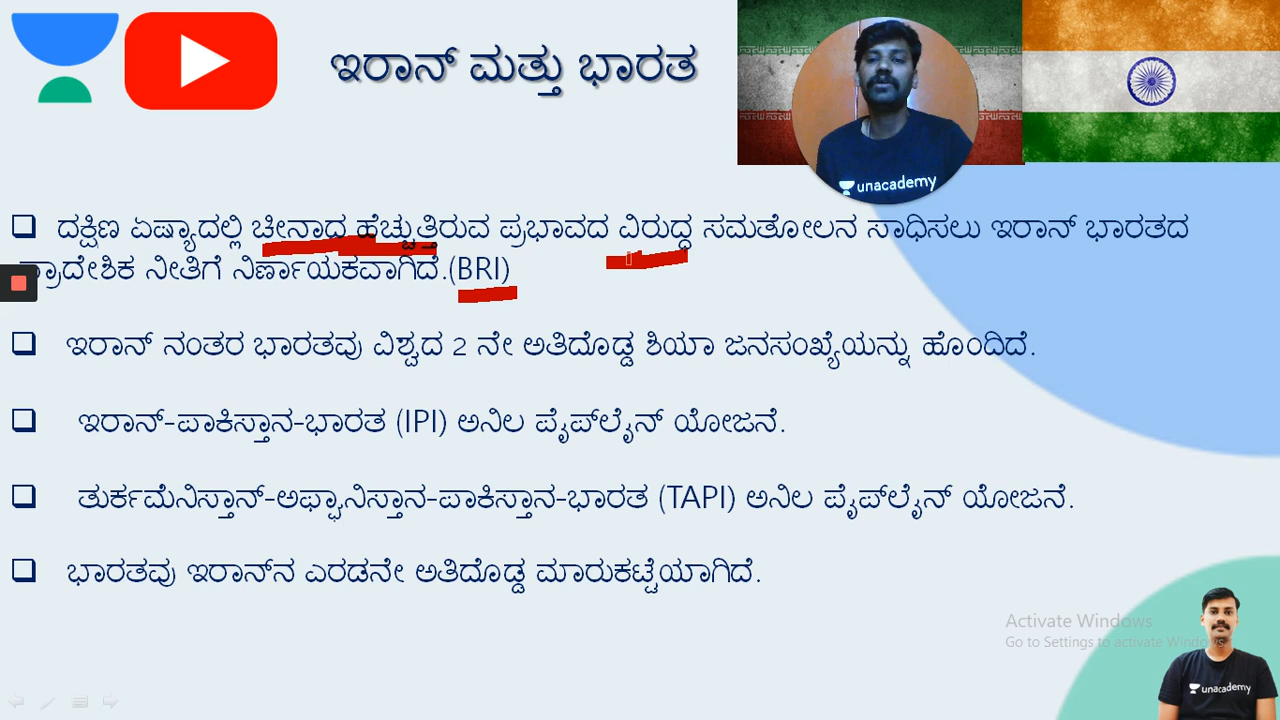 ಇರಾನ್ ಮತ್ತು ಭಾರತ
unacademy
ದಕ್ಷಿಣ ಏಷ್ಯಾದಲ್ಲಿ ಚೀನಾದ ಹೆಚ್ಚುತ್ತಿರುವ ಪ್ರಭಾವದ ವಿರುದ್ಧ ಸಮತೋಲನ ಸಾಧಿಸಲು ಇರಾನ್ ಭಾರತದ
ಪ್ರಾದೇಶಿಕ ನೀತಿಗೆ ನಿರ್ಣಾಯಕವಾಗಿದೆ.(BRI)
ಇರಾನ್ ನಂತರ ಭಾರತವು ವಿಶ್ವದ 2 ನೇ ಅತಿದೊಡ್ಡ ಶಿಯಾ ಜನಸಂಖ್ಯೆಯನ್ನು ಹೊಂದಿದೆ.
ಇರಾನ್-ಪಾಕಿಸ್ತಾನ-ಭಾರತ (IPI) ಅನಿಲ ಪೈಪ್‌ಲೈನ್ ಯೋಜನೆ.
ತುರ್ಕಮೆನಿಸ್ತಾನ್-ಅಫ್ಘಾನಿಸ್ತಾನ-ಪಾಕಿಸ್ತಾನ-ಭಾರತ (TAPI) ಅನಿಲ ಪೈಪ್‌ಲೈನ್ ಯೋಜನೆ.
ಭಾರತವು ಇರಾನ್‌ನ ಎರಡನೇ ಅತಿದೊಡ್ಡ ಮಾರುಕಟ್ಟೆಯಾಗಿದೆ.
Activate Windows
Go to Settings to activate Windows.
unacademy